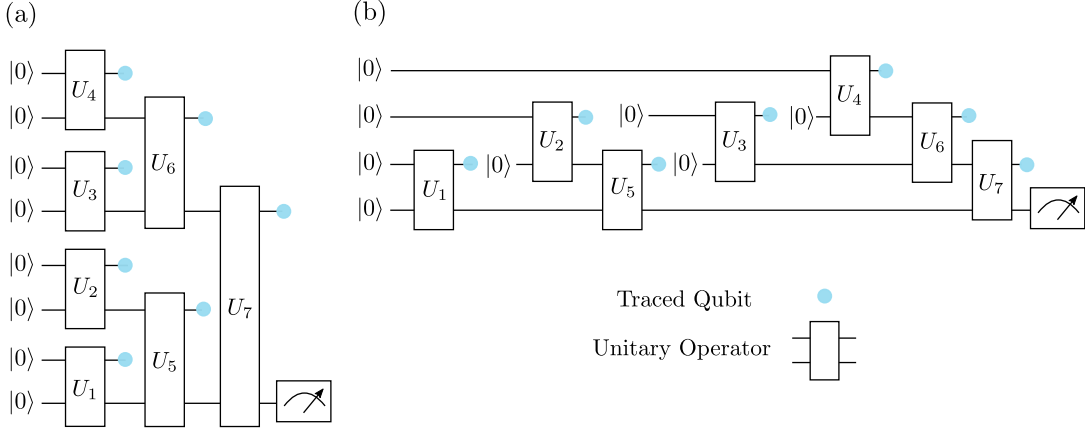 (a)
|0⟩
|0⟩
|0⟩
|0⟩
|0⟩
|0⟩
|0⟩
|0⟩
U₄
U₃
U₂
U₁
U₆
U₅
U₇
(b)
|0⟩
|0⟩
|0⟩
|0⟩
U₁
|0⟩
U₂
U₅
|0⟩
|0⟩
U₃
|0⟩
U₄
U₆
U₇
Traced Qubit
Unitary Operator